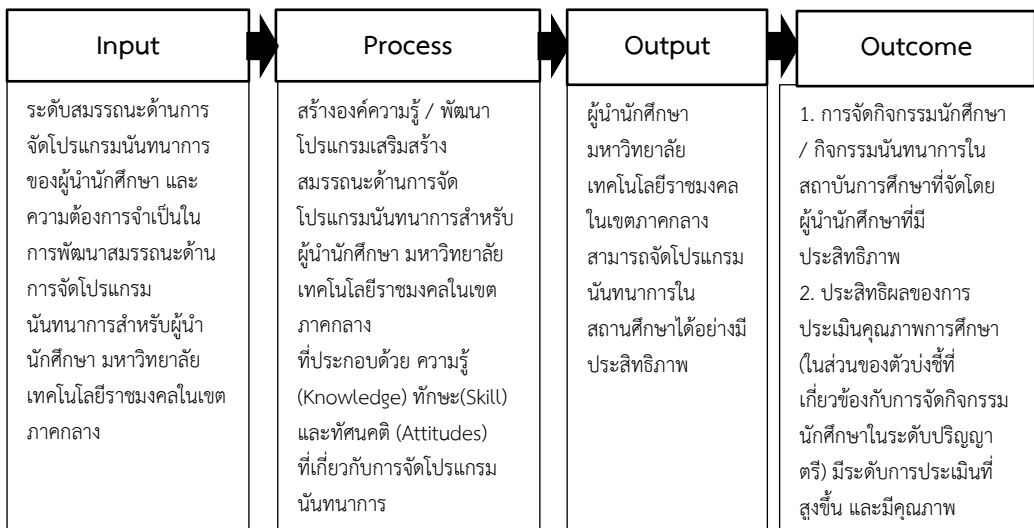 Input
ระดับสมรรถนะด้านการ
จัดโปรแกรมนันทนาการ
ของผู้นำนักศึกษา และ
ความต้องการจำเป็นใน
การพัฒนาสมรรถนะด้าน
การจัดโปรแกรม
นันทนาการสำหรับผู้นำ
นักศึกษา มหาวิทยาลัย
เทคโนโลยีราชมงคลในเขต
ภาคกลาง
Process
สร้างองค์ความรู้ / พัฒนา
โปรแกรมเสริมสร้าง
สมรรถนะด้านการจัด
โปรแกรมนันทนาการสำหรับ
ผู้นำนักศึกษา มหาวิทยาลัย
เทคโนโลยีราชมงคลในเขต
ภาคกลาง
ที่ประกอบด้วย ความรู้
(Knowledge) ทักษะ(Skill)
และทัศนคติ (Attitudes)
ที่เกี่ยวกับการจัดโปรแกรม
นันทนาการ
Output
ผู้นำนักศึกษา
มหาวิทยาลัย
เทคโนโลยีราชมงคล
ในเขตภาคกลาง
สามารถจัดโปรแกรม
นันทนาการใน
สถานศึกษาได้อย่างมี
ประสิทธิภาพ
Outcome
1. การจัดกิจกรรมนักศึกษา
/ กิจกรรมนันทนาการใน
สถาบันการศึกษาที่จัดโดย
ผู้นำนักศึกษาที่มี
ประสิทธิภาพ
2. ประสิทธิผลของการ
ประเมินคุณภาพการศึกษา
(ในส่วนของตัวบ่งชี้ที่
เกี่ยวข้องกับการจัดกิจกรรม
นักศึกษาในระดับปริญญา
ตรี) มีระดับการประเมินที่
สูงขึ้น และมีคุณภาพ